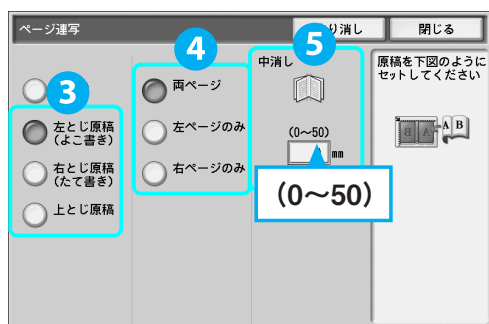 ページ連写
り消し
閉じる
4
5
3
左とじ原稿
(よこ書き)
右とじ原稿
(たて書き)
上とじ原稿
両ページ
左ページのみ
右ページのみ
中消し
(0～50)
mm
(0～50)
原稿を下図のように
セットしてください
B A A B